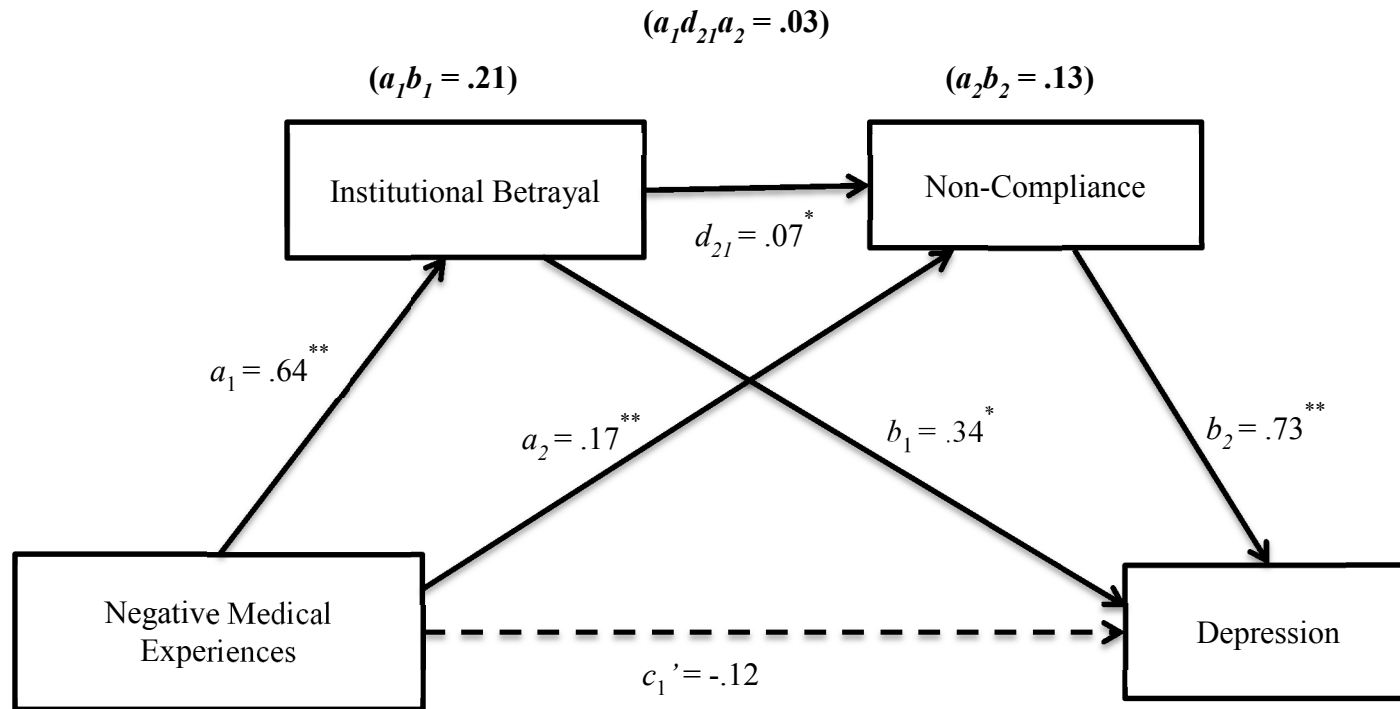 (a₁d₂₁a₂ = .03)
(a₁b₁ = .21)
(a₂b₂ = .13)
Institutional Betrayal
Non-Compliance
d₂₁ = .07*
a₁ = .64**
a₂ = .17**
b₁ = .34*
b₂ = .73**
Negative Medical
Experiences
Depression
c₁’ = -.12